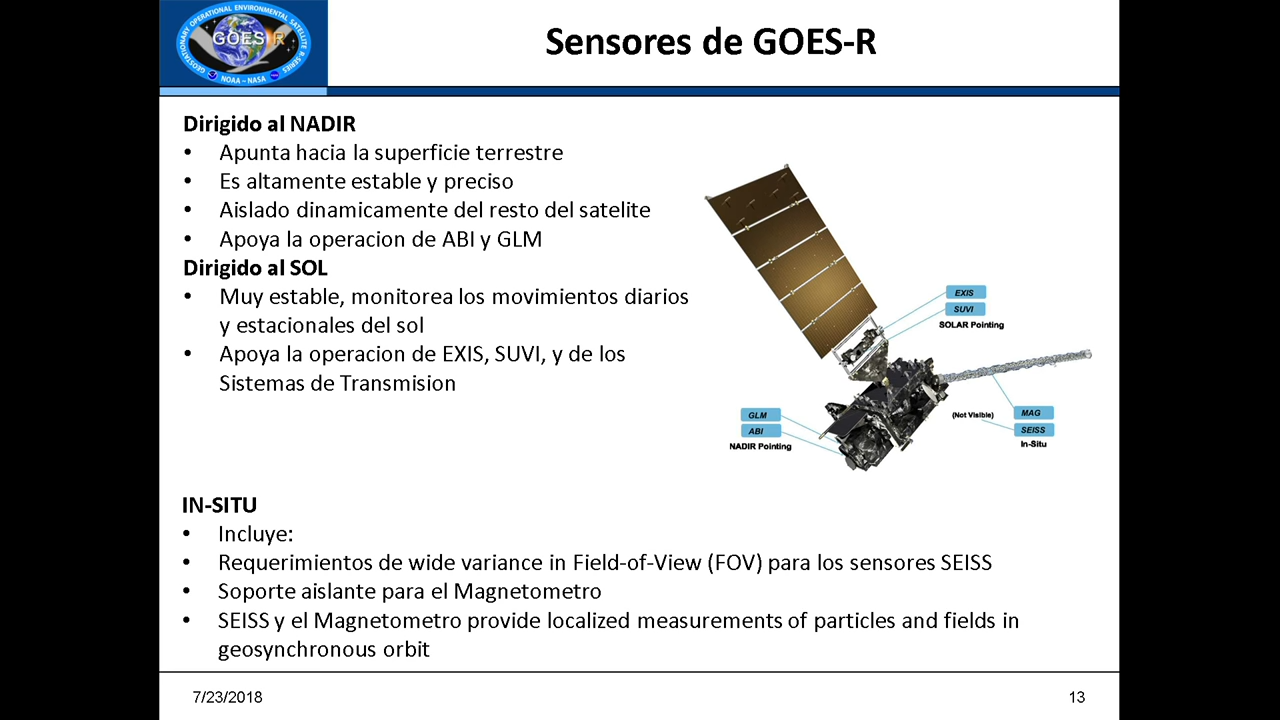 GEOSTATIONARY OPERATIONAL ENVIRONMENTAL SATELLITE R-SERIES
GOES R
NOAA – NASA
Sensores de GOES-R
Dirigido al NADIR
• Apunta hacia la superficie terrestre
• Es altamente estable y preciso
• Aislado dinamicamente del resto del satelite
• Apoya la operacion de ABI y GLM
Dirigido al SOL
• Muy estable, monitorea los movimientos diarios
y estacionales del sol
• Apoya la operacion de EXIS, SUVI, y de los
Sistemas de Transmision
EXIS
SUVI
SOLAR Pointing
GLM
ABI
NADIR Pointing
(Not Visible)
MAG
SEISS
In-Situ
IN-SITU
• Incluye:
• Requerimientos de wide variance in Field-of-View (FOV) para los sensores SEISS
• Soporte aislante para el Magnetometro
• SEISS y el Magnetometro provide localized measurements of particles and fields in
geosynchronous orbit
7/23/2018
13